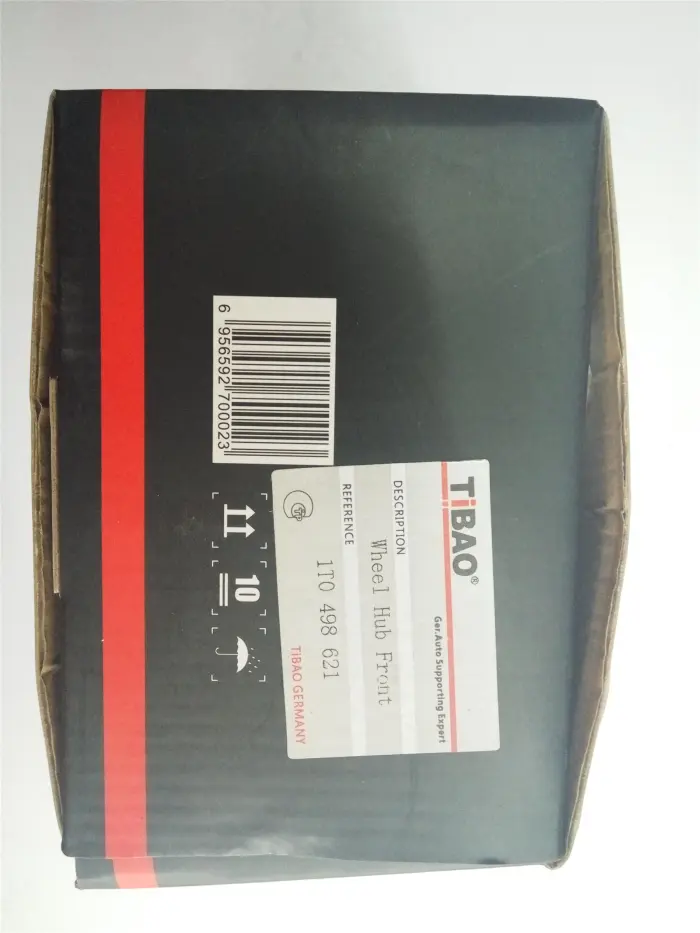 TiBAO®
Ger.Auto Supporting Expert
DESCRIPTION
Wheel Hub Front
REFERENCE
1T0 498 621
TP
TiBAO GERMANY
6 956592 700023
10